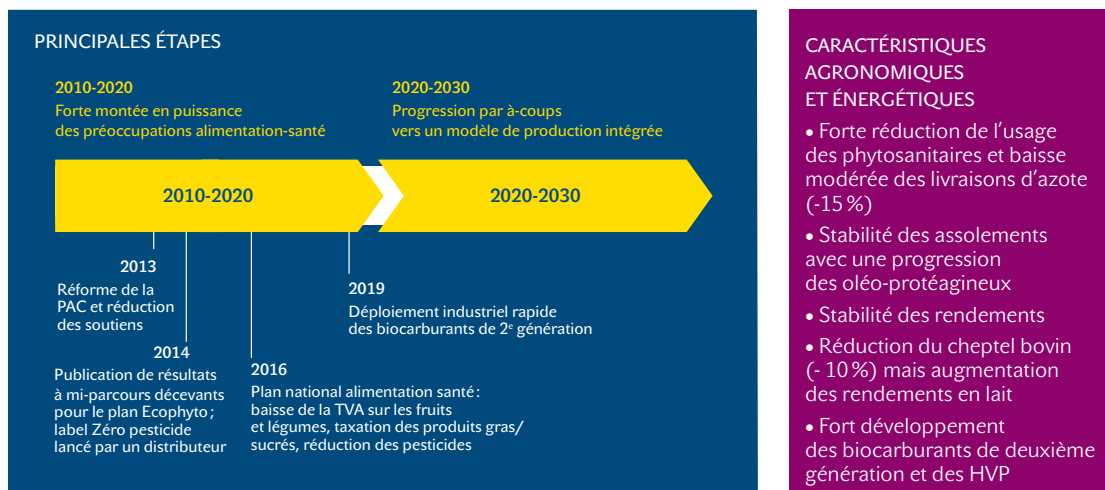 PRINCIPALES ÉTAPES
2010-2020
Forte montée en puissance
des préoccupations alimentation-santé
2020-2030
Progression par à-coups
vers un modèle de production intégrée
2010-2020
2020-2030
2013
Réforme de la
PAC et réduction
des soutiens
2014
Publication de résultats
à mi-parcours décevants
pour le plan Ecophyto ;
label Zéro pesticide
lancé par un distributeur
2016
Plan national alimentation santé :
baisse de la TVA sur les fruits
et légumes, taxation des produits gras/
sucrés, réduction des pesticides
2019
Déploiement industriel rapide
des biocarburants de 2e génération
CARACTÉRISTIQUES
AGRONOMIQUES
ET ÉNERGÉTIQUES
• Forte réduction de l'usage
des phytosanitaires et baisse
modérée des livraisons d'azote
(-15 %)
• Stabilité des assolements
avec une progression
des oléo-protéagineux
• Stabilité des rendements
• Réduction du cheptel bovin
(- 10 %) mais augmentation
des rendements en lait
• Fort développement
des biocarburants de deuxième
génération et des HVP